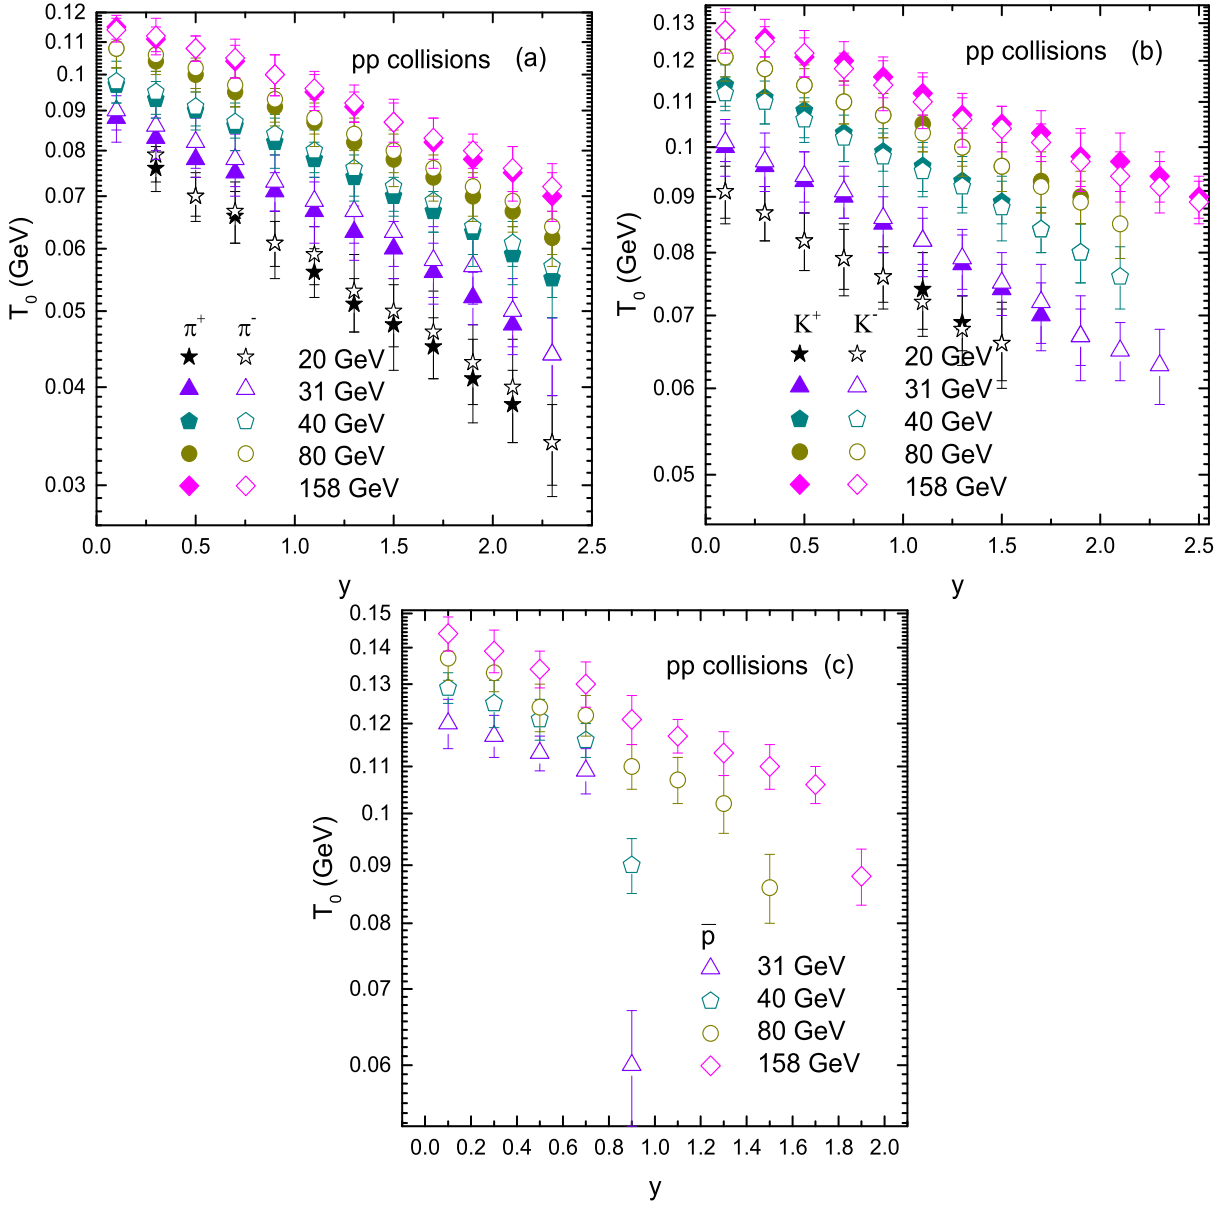 0.12
0.11
0.1
0.09
0.08
0.07
0.06
0.05
0.04
0.03
T₀ (GeV)
pp collisions (a)
π⁺ π⁻
20 GeV
31 GeV
40 GeV
80 GeV
158 GeV
0.0 0.5 1.0 1.5 2.0 2.5
y
0.13
0.12
0.11
0.1
0.09
0.08
0.07
0.06
0.05
T₀ (GeV)
pp collisions (b)
K⁺ K⁻
20 GeV
31 GeV
40 GeV
80 GeV
158 GeV
0.0 0.5 1.0 1.5 2.0 2.5
y
0.15
0.14
0.13
0.12
0.11
0.1
0.09
0.08
0.07
0.06
T₀ (GeV)
pp collisions (c)
p̅
31 GeV
40 GeV
80 GeV
158 GeV
0.0 0.2 0.4 0.6 0.8 1.0 1.2 1.4 1.6 1.8 2.0
y